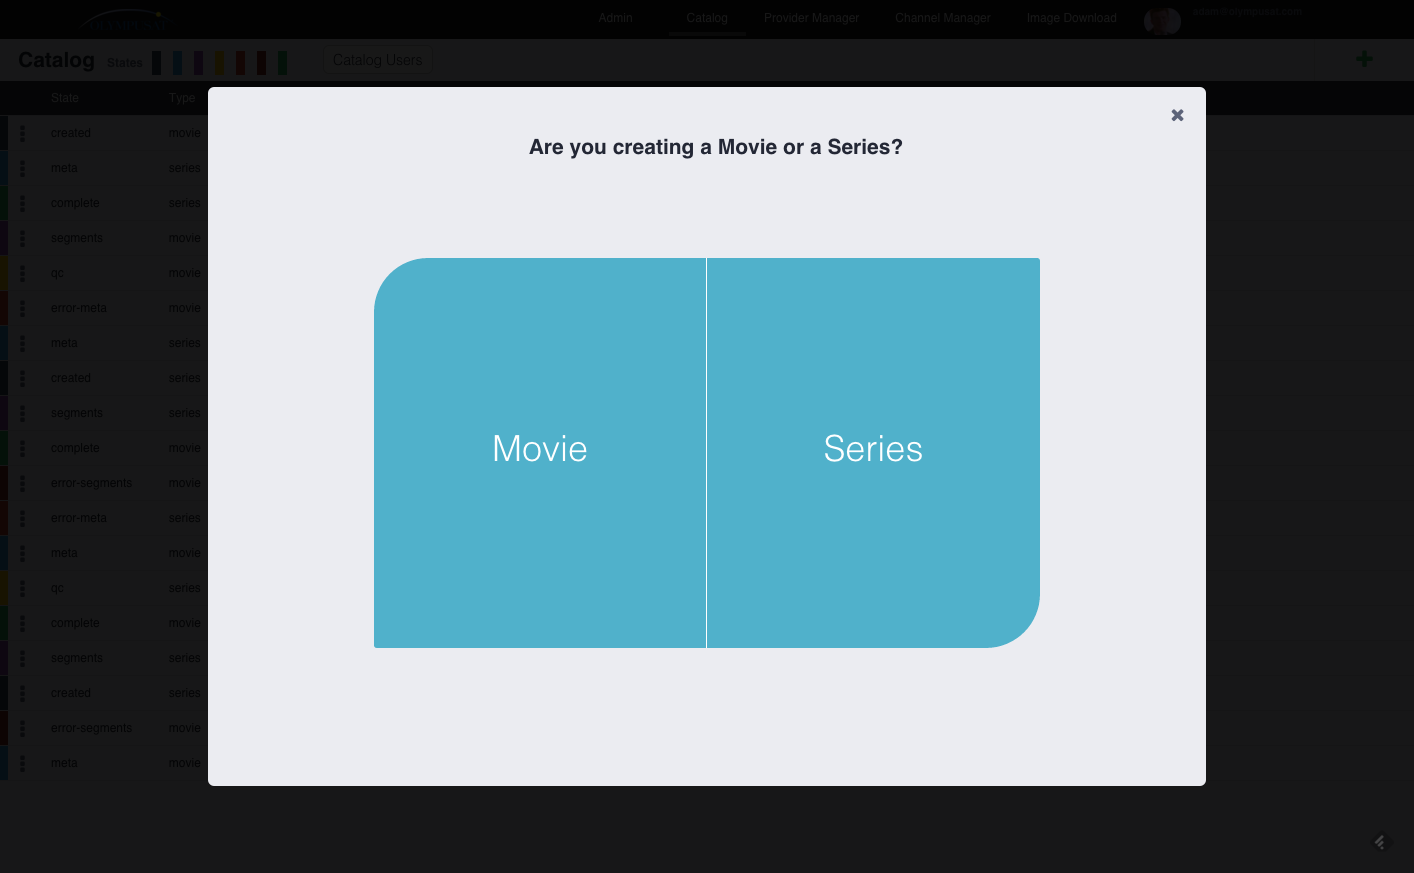 Admin Catalog Provider Manager Channel Manager Image Download
Catalog States Catalog Users
State Type
created movie
meta series
complete series
segments movie
qc movie
error-meta movie
meta series
created series
segments series
complete movie
error-segments movie
error-meta series
meta movie
qc series
complete movie
segments series
created series
error-segments movie
meta movie
Are you creating a Movie or a Series?
Movie Series